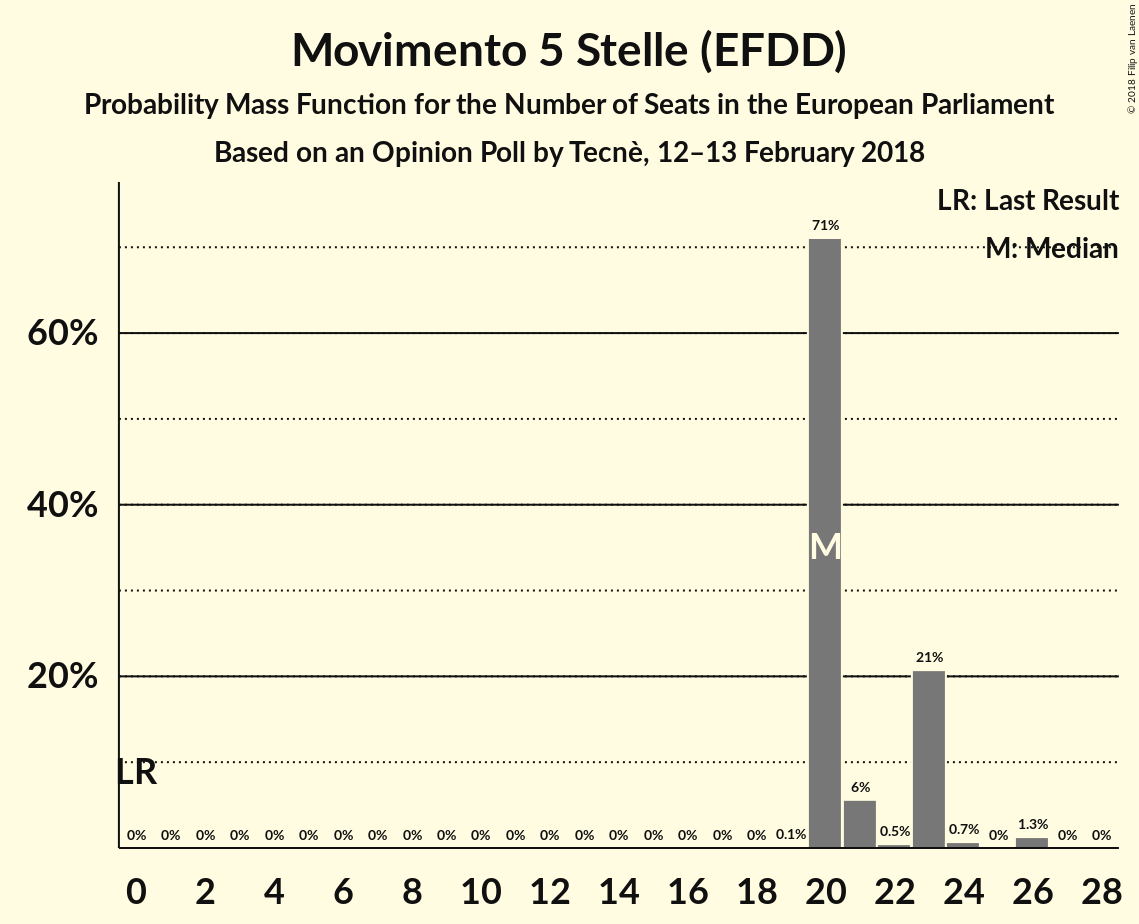 Movimento 5 Stelle (EFDD)
Probability Mass Function for the Number of Seats in the European Parliament
Based on an Opinion Poll by Tecnè, 12–13 February 2018
© 2018 Filip van Laenen
LR: Last Result
M: Median
71%
60%
40%
M
20%
21%
LR
0% 0% 0% 0% 0% 0% 0% 0% 0% 0% 0% 0% 0% 0% 0% 0% 0% 0% 0% 0.1% 6% 0.5% 0.7% 0% 1.3% 0% 0%
0 2 4 6 8 10 12 14 16 18 20 22 24 26 28